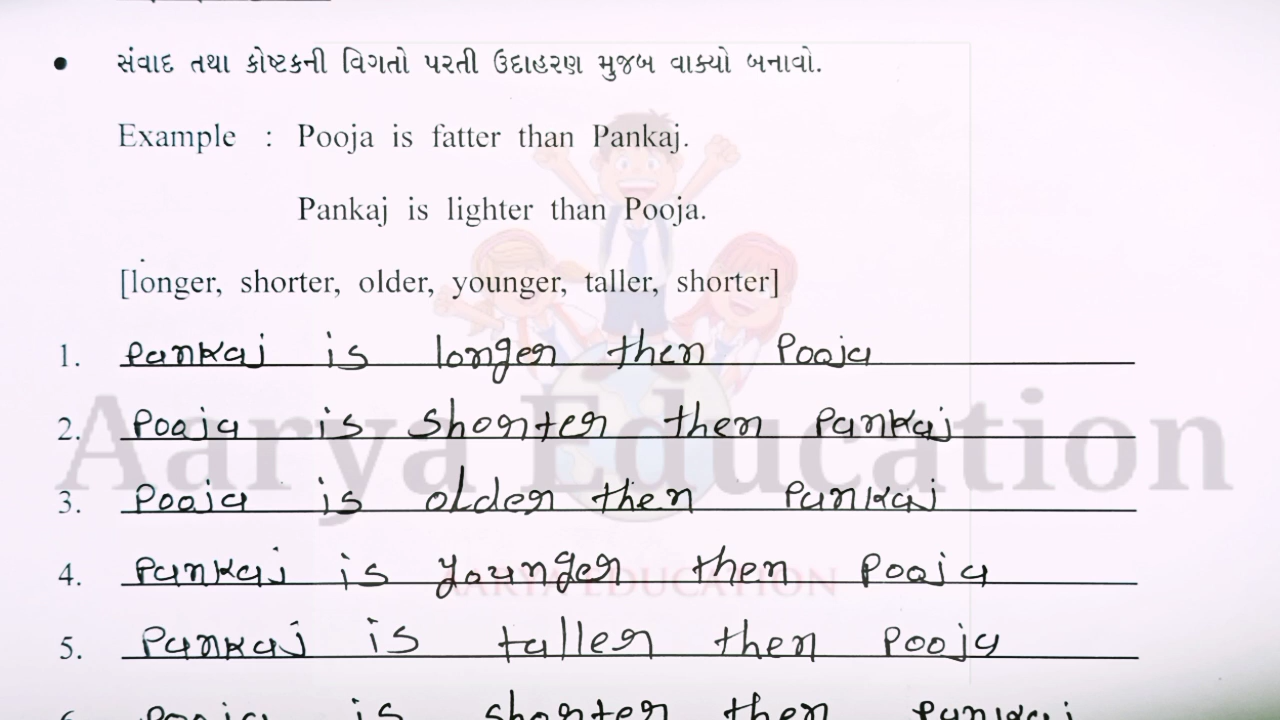 • સંવાદ તથા કોષ્ટકની વિગતો પરતી ઉદાહરણ મુજબ વાક્યો બનાવો.
Example : Pooja is fatter than Pankaj.
Pankaj is lighter than Pooja.
[longer, shorter, older, younger, taller, shorter]
1. Pankaj is longer then Pooja
2. Pooja is shorter then Pankaj
3. Pooja is older then Pankaj
4. Pankaj is younger then Pooja
5. Pankaj is taller then Pooja
6. Pooja is shorter then Pankaj
Aarya Education
AARYA EDUCATION